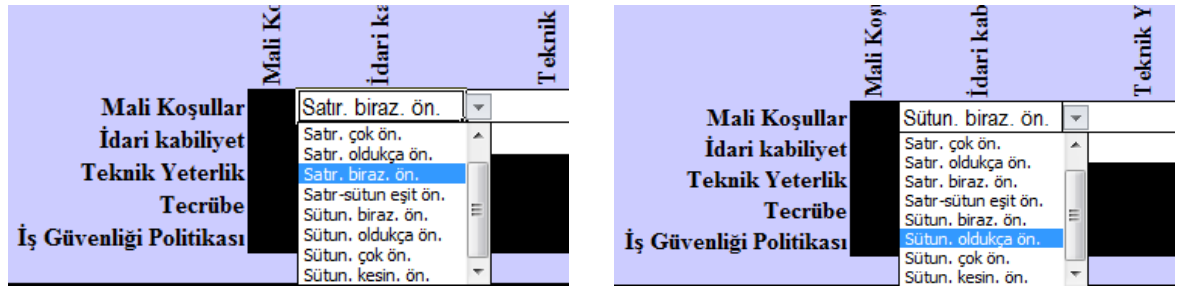 Mali Ko
İdari ka
Teknik
Mali Koşullar
Satır. biraz. ön.
İdari kabiliyet
Teknik Yeterlik
Tecrübe
İş Güvenliği Politikası
Satır. çok ön.
Satır. oldukça ön.
Satır. biraz. ön.
Satır-sütun eşit ön.
Sütun. biraz. ön.
Sütun. oldukça ön.
Sütun. çok ön.
Sütun. kesin. ön.
Mali Koşu
İdari kab
Teknik Y
Mali Koşullar
Sütun. biraz. ön.
İdari kabiliyet
Teknik Yeterlik
Tecrübe
İş Güvenliği Politikası
Satır. çok ön.
Satır. oldukça ön.
Satır. biraz. ön.
Satır-sütun eşit ön.
Sütun. biraz. ön.
Sütun. oldukça ön.
Sütun. çok ön.
Sütun. kesin. ön.